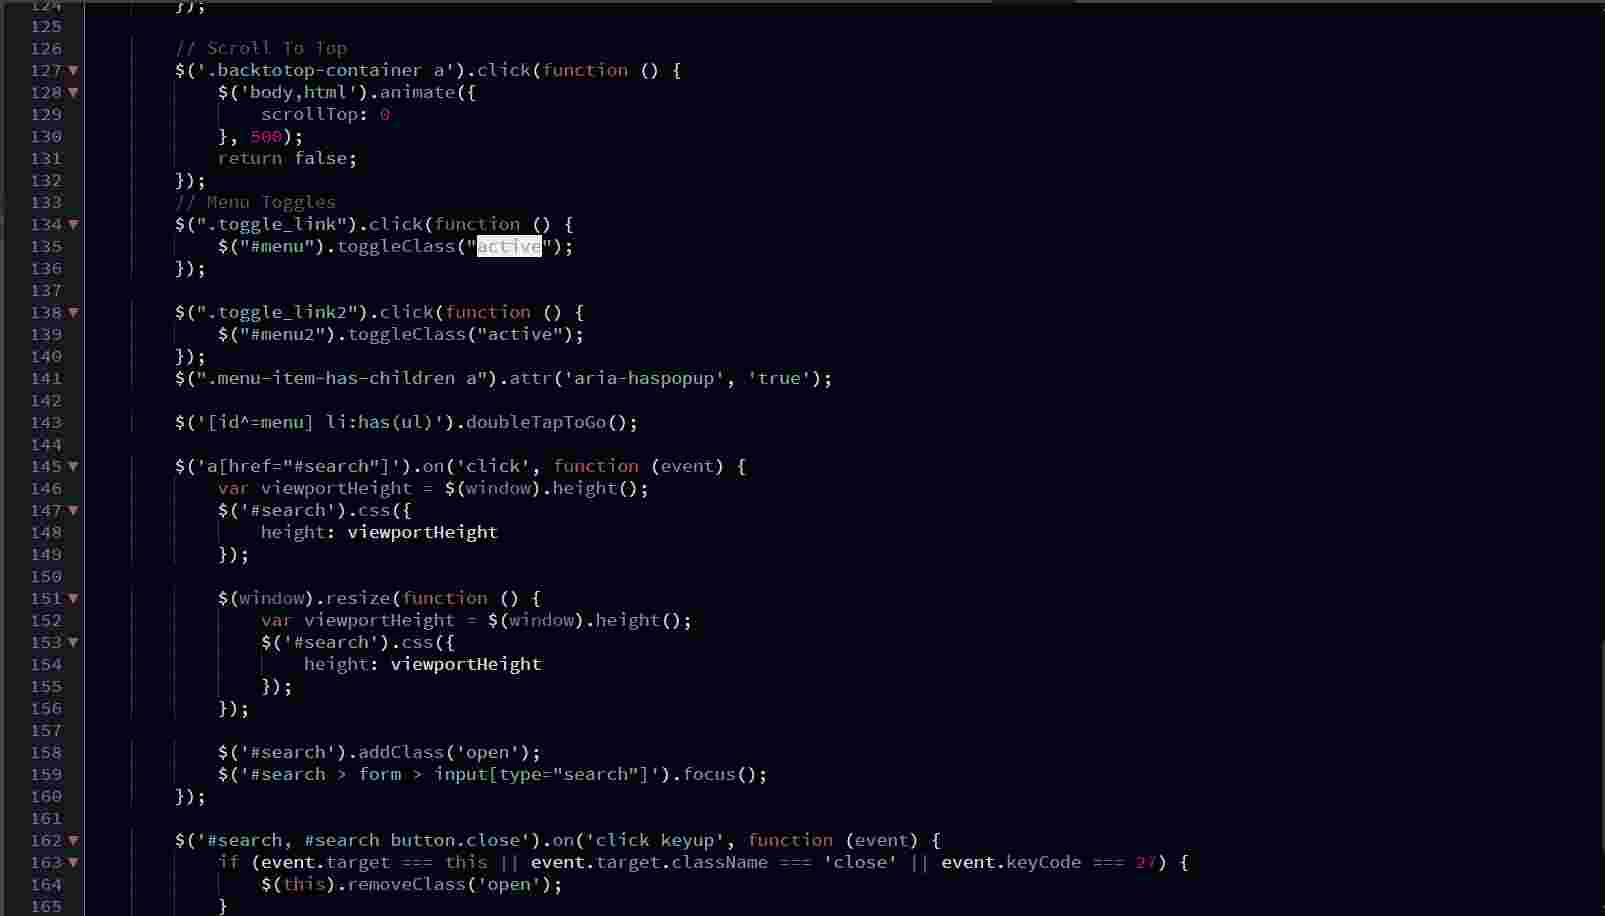 124 });
125
126 // Scroll To Top
127 $('.backtotop-container a').click(function () {
128 $('body,html').animate({
129 scrollTop: 0
130 }, 500);
131 return false;
132 });
133 // Menu Toggles
134 $(".toggle_link").click(function () {
135 $("#menu").toggleClass("active");
136 });
137
138 $(".toggle_link2").click(function () {
139 $("#menu2").toggleClass("active");
140 });
141 $(".menu-item-has-children a").attr('aria-haspopup', 'true');
142
143 $('[id^=menu] li:has(ul)').doubleTapToGo();
144
145 $('a[href="#search"]').on('click', function (event) {
146 var viewportHeight = $(window).height();
147 $('#search').css({
148 height: viewportHeight
149 });
150
151 $(window).resize(function () {
152 var viewportHeight = $(window).height();
153 $('#search').css({
154 height: viewportHeight
155 });
156 });
157
158 $('#search').addClass('open');
159 $('#search > form > input[type="search"]').focus();
160 });
161
162 $('#search, #search button.close').on('click keyup', function (event) {
163 if (event.target === this || event.target.className === 'close' || event.keyCode === 27) {
164 $(this).removeClass('open');
165 }